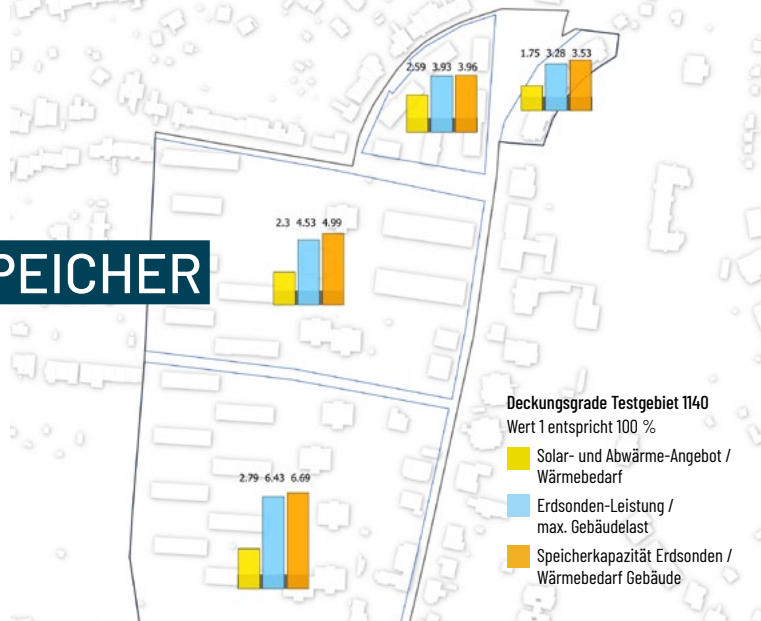 1.75 3.28 3.53
2.59 3.93 3.96
2.3 4.53 4.99
PEICHER
2.79 6.43 6.69
Deckungsgrade Testgebiet 1140
Wert 1 entspricht 100 %
Solar- und Abwärme-Angebot /
Wärmebedarf
Erdsonden-Leistung /
max. Gebäudelast
Speicherkapazität Erdsonden /
Wärmebedarf Gebäude